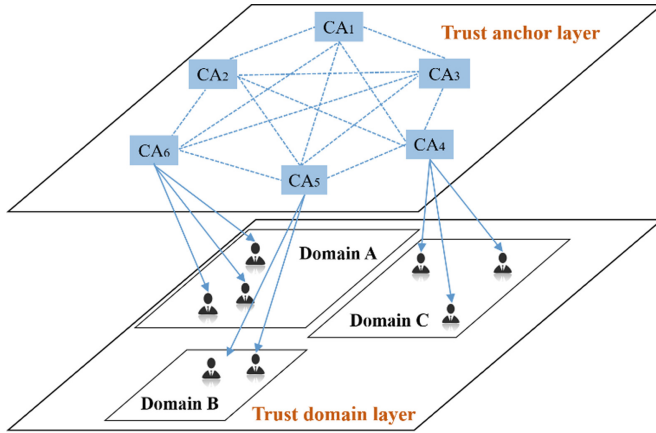 CA1
Trust anchor layer
CA2
CA3
CA6
CA4
CA5
Domain A
Domain C
Domain B
Trust domain layer